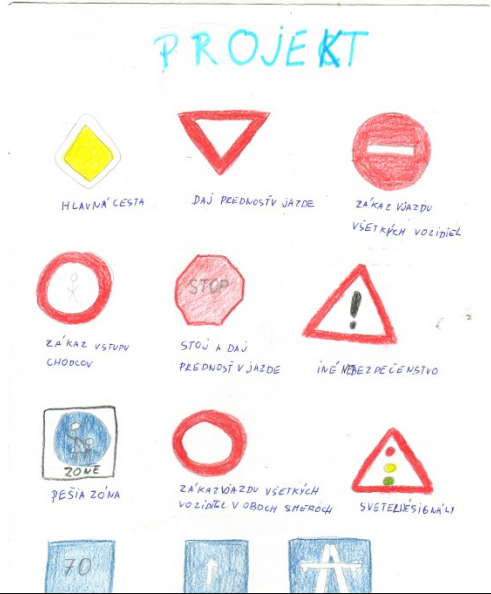 PROJEKT
HLAVNÁ CESTA
DAJ PREDNOSŤ V JAZDE
ZÁKAZ VJAZDU
VŠETKÝCH VOZIDIEL
ZÁKAZ VSTUPU
CHODCOV
STOP
STOJ A DAJ
PREDNOSŤ V JAZDE
INÉ NEBEZPEČENSTVO
ZONE
PEŠIA ZÓNA
ZÁKAZ VJAZDU VŠETKÝCH
VOZIDIEL V OBOCH SMEROCH
SVETELNÉ SIGNÁLY
70